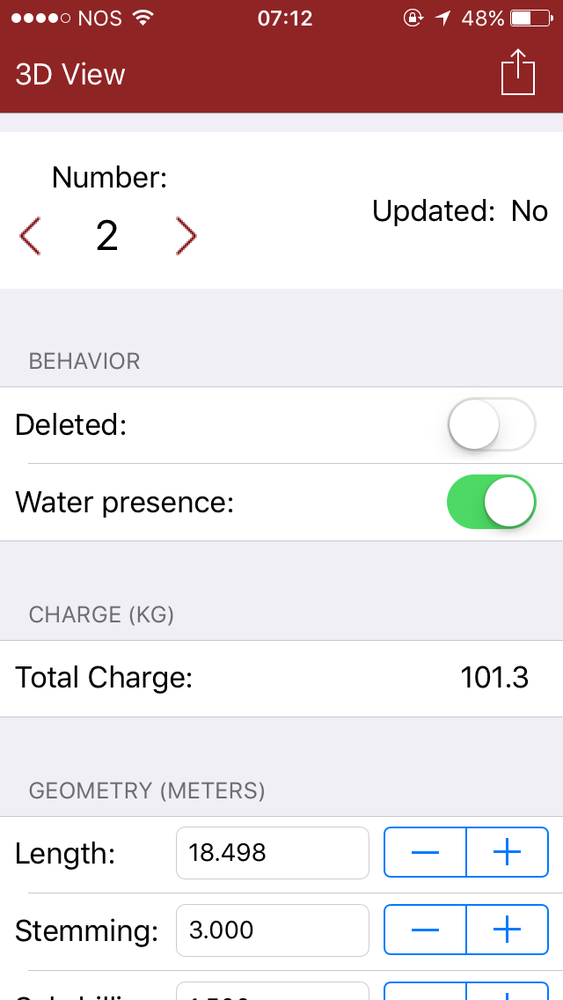 NOS 07:12 48%
3D View
Number:
2
Updated: No
BEHAVIOR
Deleted:
Water presence:
CHARGE (KG)
Total Charge: 101.3
GEOMETRY (METERS)
Length: 18.498
Stemming: 3.000